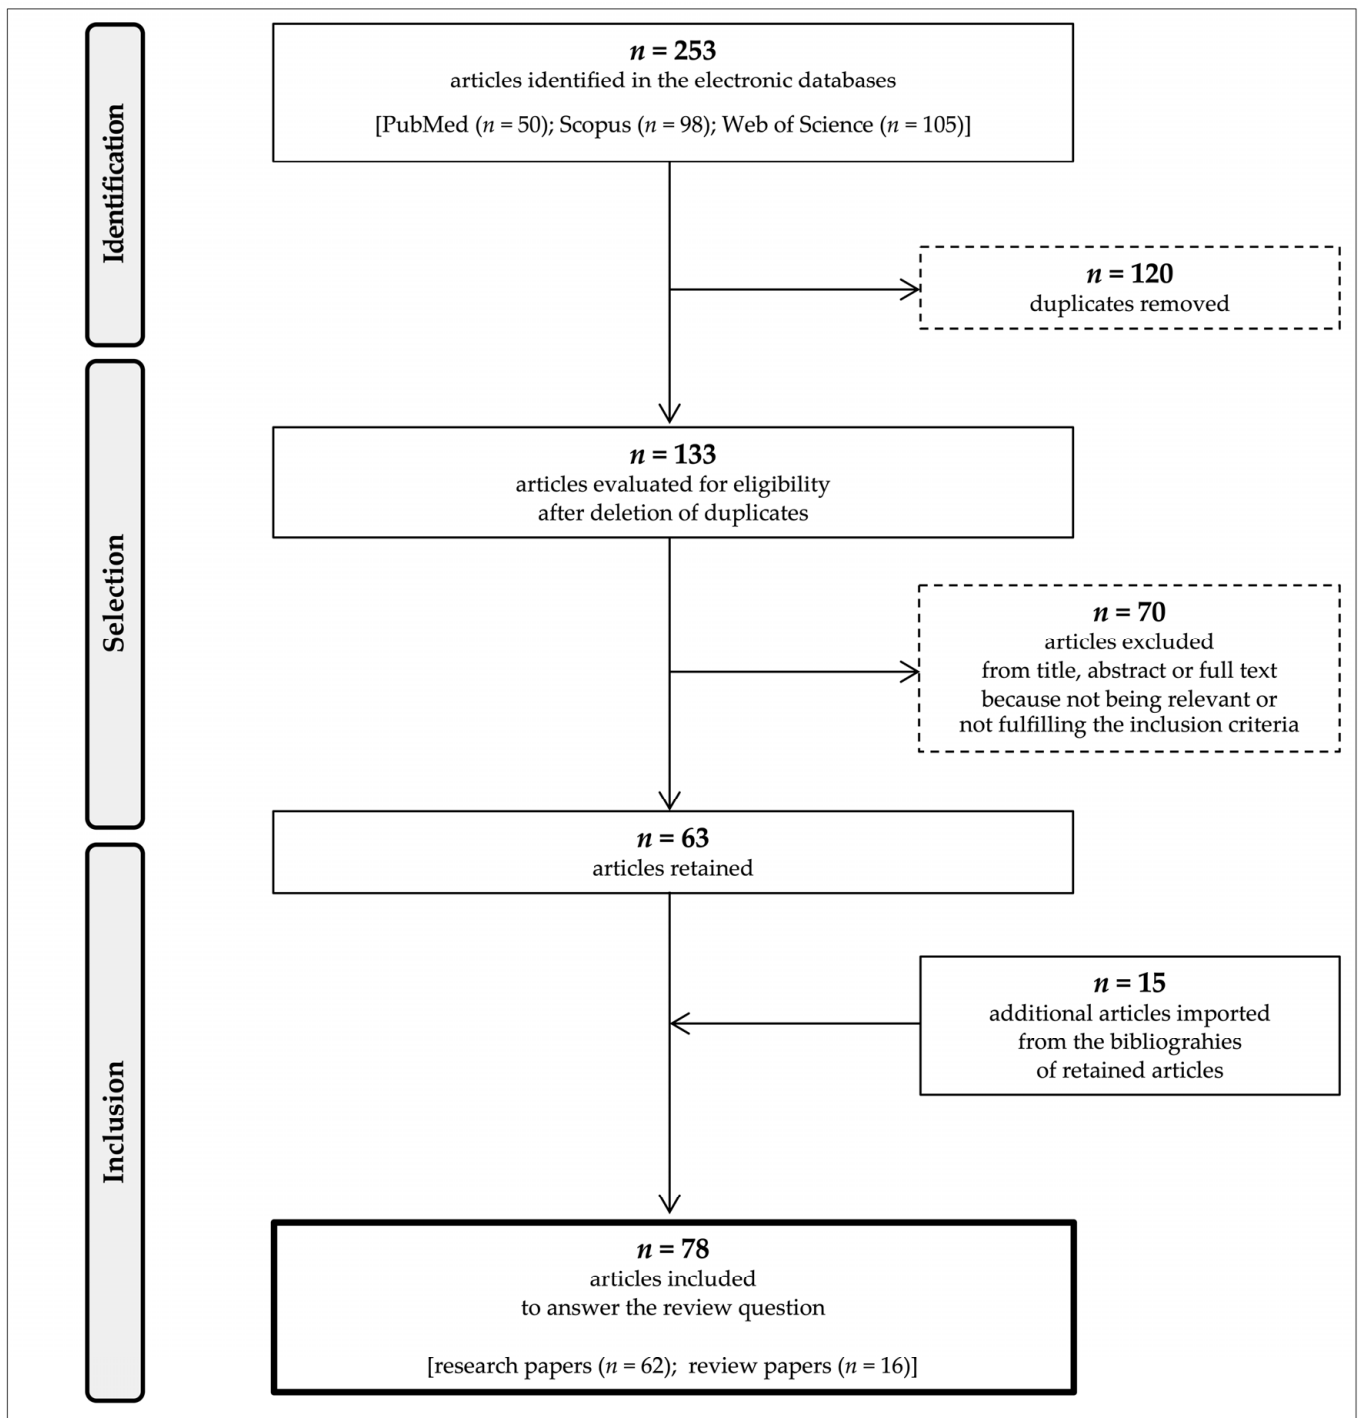 Identification
n = 253
articles identified in the electronic databases
[PubMed (n = 50); Scopus (n = 98); Web of Science (n = 105)]
n = 120
duplicates removed
Selection
n = 133
articles evaluated for eligibility
after deletion of duplicates
n = 70
articles excluded
from title, abstract or full text
because not being relevant or
not fulfilling the inclusion criteria
n = 63
articles retained
Inclusion
n = 15
additional articles imported
from the bibliograhies
of retained articles
n = 78
articles included
to answer the review question
[research papers (n = 62); review papers (n = 16)]